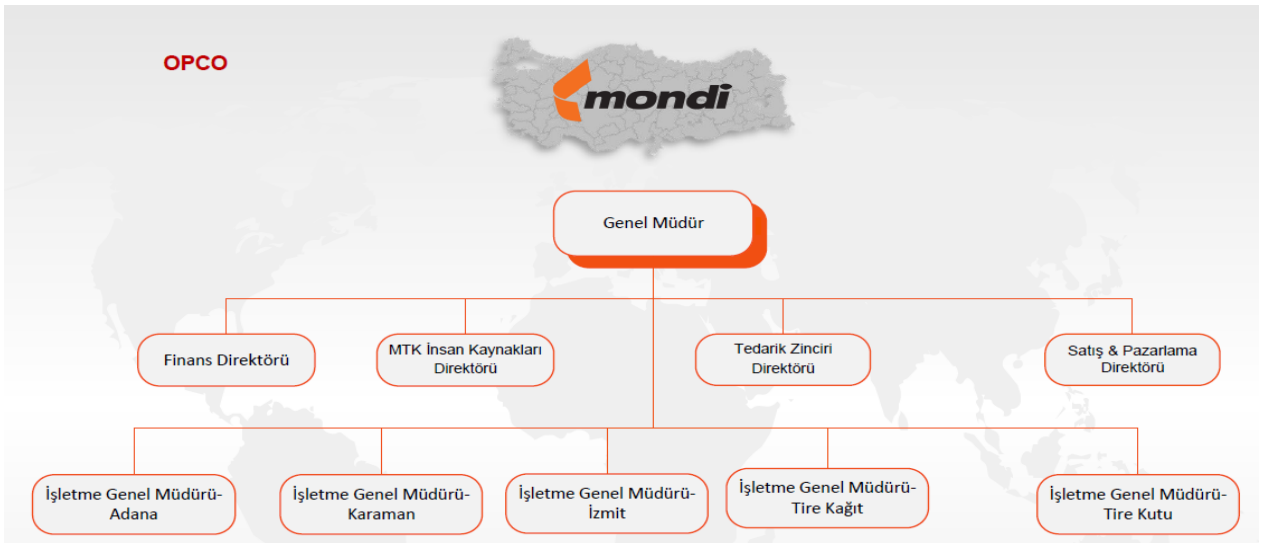 OPCO
mondi
Genel Müdür
Finans Direktörü
MTK İnsan Kaynakları
Direktörü
Tedarik Zinciri
Direktörü
Satış & Pazarlama
Direktörü
İşletme Genel Müdürü-
Adana
İşletme Genel Müdürü-
Karaman
İşletme Genel Müdürü-
İzmit
İşletme Genel Müdürü-
Tire Kağıt
İşletme Genel Müdürü-
Tire Kutu